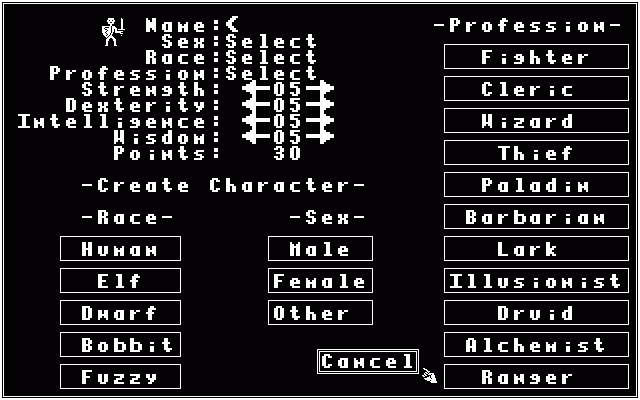 Name:
Sex:Select
Race:Select
Profession:Select
Strength: 05
Dexterity: 05
Intelligence: 05
Wisdom: 05
Points: 30
-Create Character-
-Race-
Human
Elf
Dwarf
Bobbit
Fuzzy
-Sex-
Male
Female
Other
Cancel
-Profession-
Fighter
Cleric
Wizard
Thief
Paladin
Barbarian
Lark
Illusionist
Druid
Alchemist
Ranger